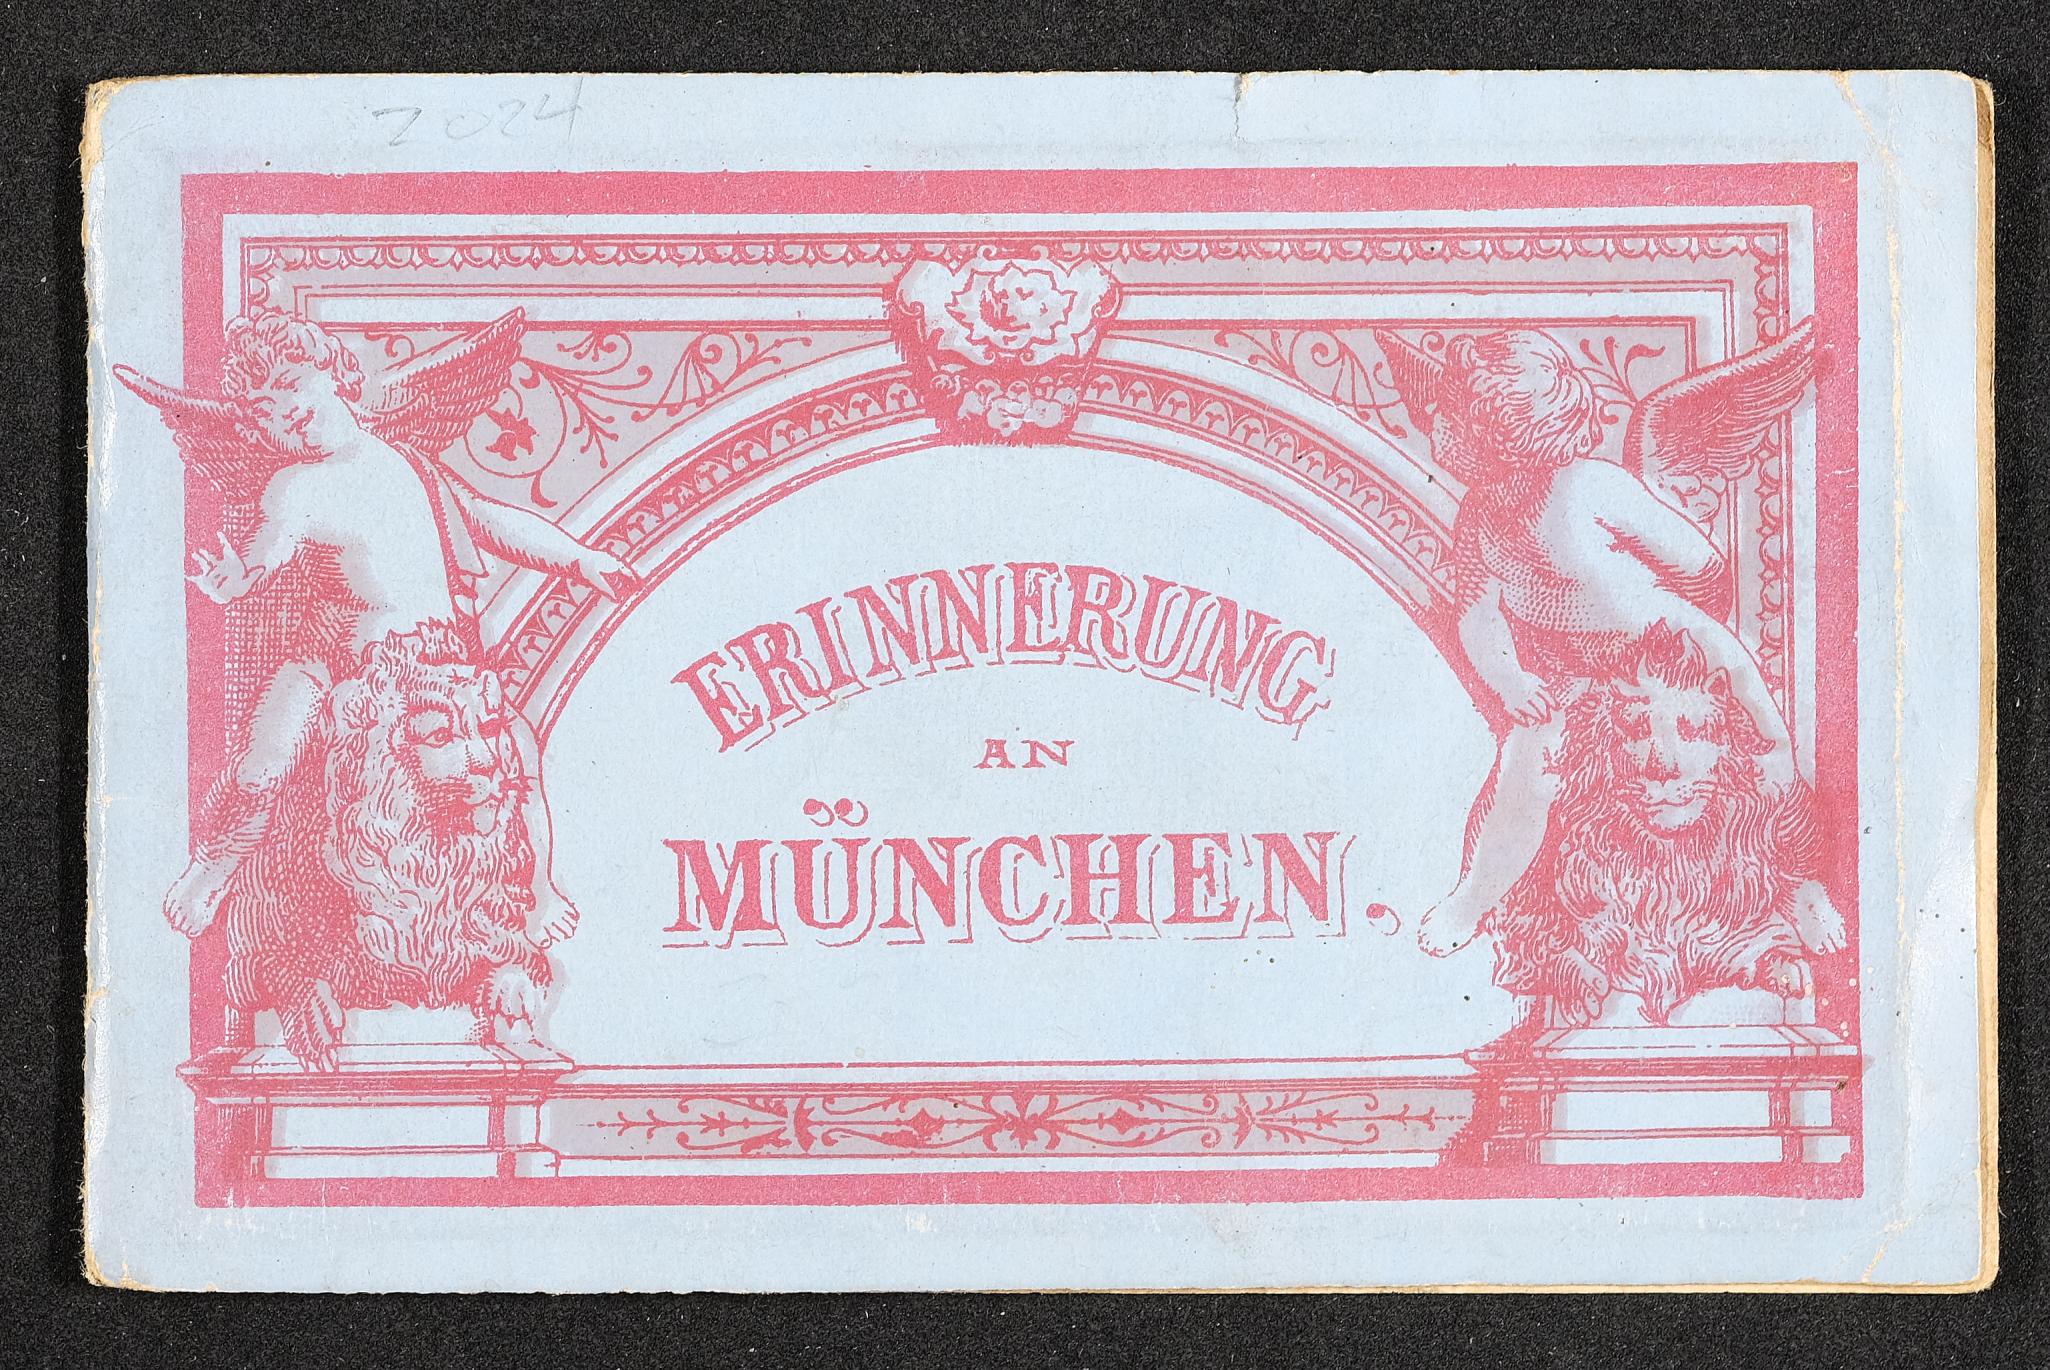 2024
ERINNERUNG
AN
MÜNCHEN,